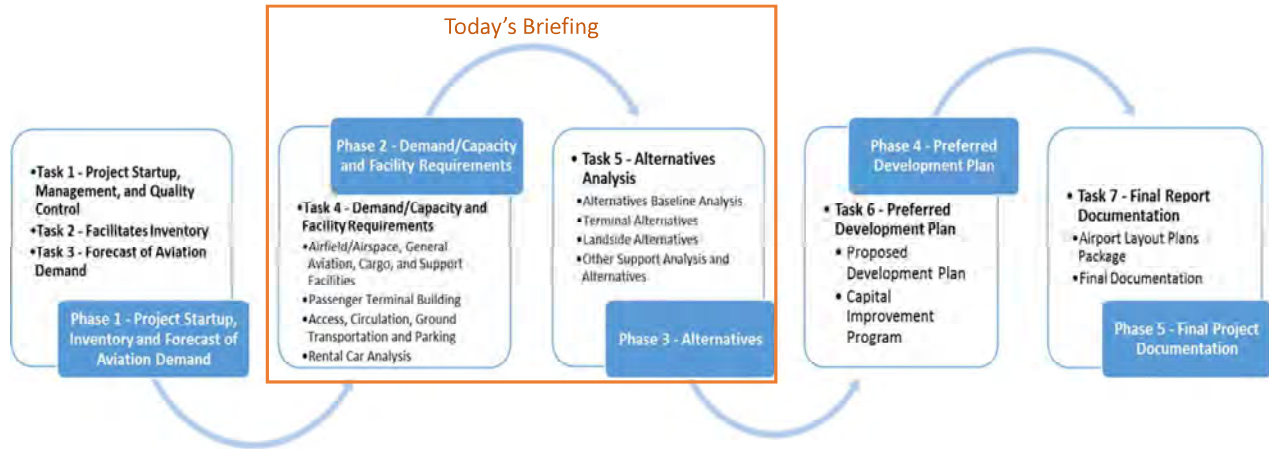 Today's Briefing
•Task 1 - Project Startup,
Management, and Quality
Control
•Task 2 - Facilitates Inventory
•Task 3 - Forecast of Aviation
Demand
Phase 1 - Project Startup,
Inventory and Forecast of
Aviation Demand
Phase 2 - Demand/Capacity
and Facility Requirements
Task 4 - Demand/Capacity and
Facility Requirements
•Airfield/Airspace, General
Aviation, Cargo, and Support
Facilities
•Passenger Terminal Building
•Access, Circulation, Ground
Transportation and Parking
•Rental Car Analysis
• Task 5 - Alternatives
Analysis
•Alternatives Baseline Analysis
•Terminal Alternatives
•Landside Alternatives
•Other Support Analysis and
Alternatives
Phase 3 - Alternatives
Phase 4 - Preferred
Development Plan
• Task 6 - Preferred
Development Plan
• Proposed
Development Plan
• Capital
Improvement
Program
• Task 7 - Final Report
Documentation
•Airport Layout Plans
Package
•Final Documentation
Phase 5 - Final Project
Documentation